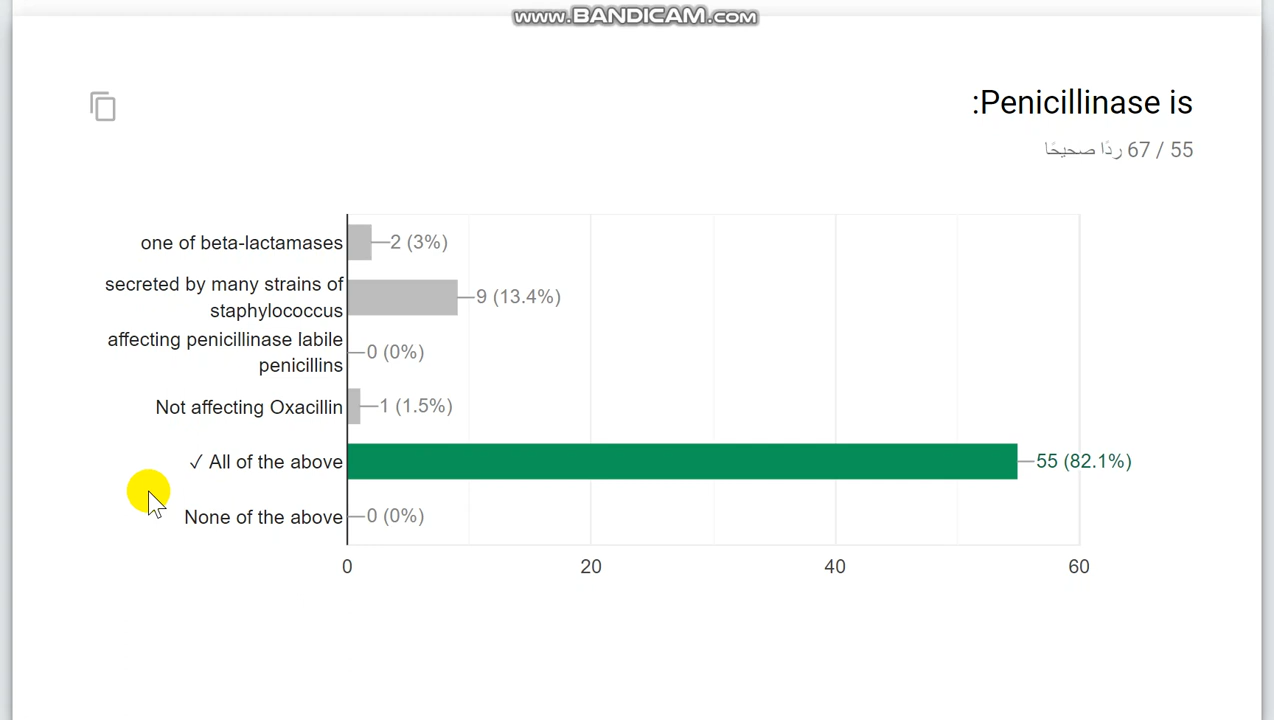 www.BANDICAM.com
:Penicillinase is
55 / 67 ردًا صحيحًا
one of beta-lactamases
2 (3%)
secreted by many strains of
staphylococcus
9 (13.4%)
affecting penicillinase labile
penicillins
0 (0%)
Not affecting Oxacillin
1 (1.5%)
✓ All of the above
55 (82.1%)
None of the above
0 (0%)
0 20 40 60